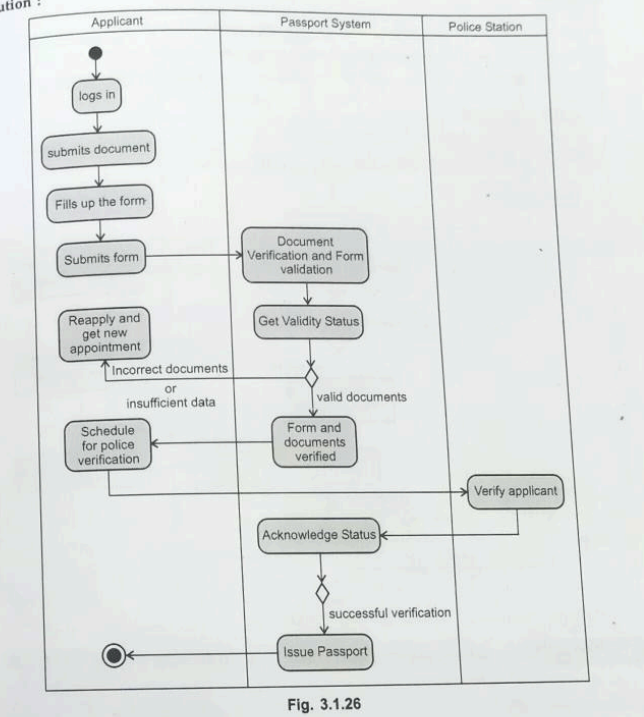 ution :
Applicant
Passport System
Police Station
logs in
submits document
Fills up the form
Submits form
Document
Verification and Form
validation
Get Validity Status
Reapply and
get new
appointment
Incorrect documents
or
insufficient data
valid documents
Form and
documents
verified
Schedule
for police
verification
Verify applicant
Acknowledge Status
successful verification
Issue Passport
Fig. 3.1.26